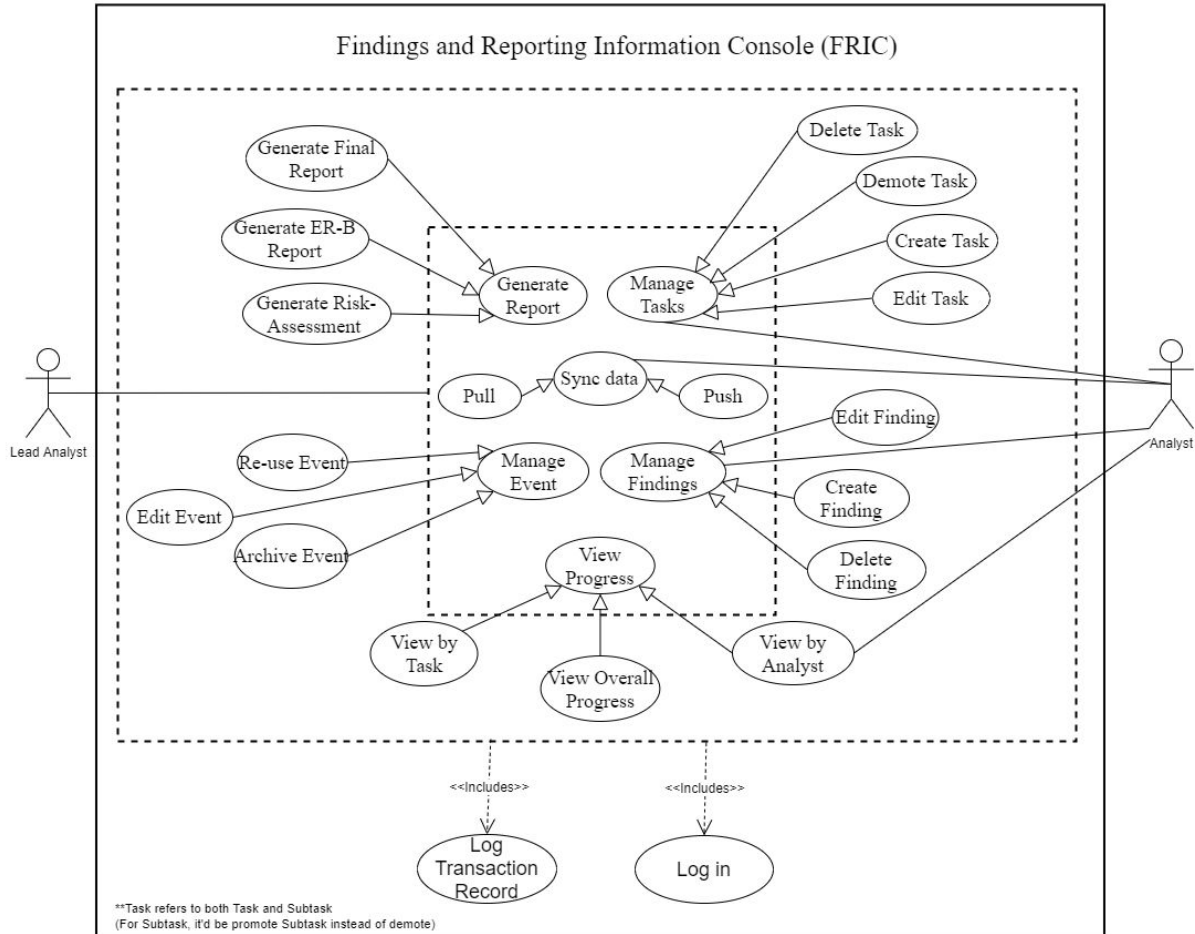 Findings and Reporting Information Console (FRIC)
Delete Task
Generate Final
Report
Demote Task
Generate ER-B
Report
Create Task
Generate
Report
Manage
Tasks
Edit Task
Generate Risk-
Assessment
Sync data
Pull
Push
Lead Analyst
Analyst
Edit Finding
Re-use Event
Manage
Event
Manage
Findings
Create
Finding
Edit Event
Archive Event
View
Progress
Delete
Finding
View by
Task
View Overall
Progress
View by
Analyst
<<Includes>>
<<Includes>>
Log
Transaction
Record
Log in
**Task refers to both Task and Subtask
(For Subtask, it'd be promote Subtask instead of demote)